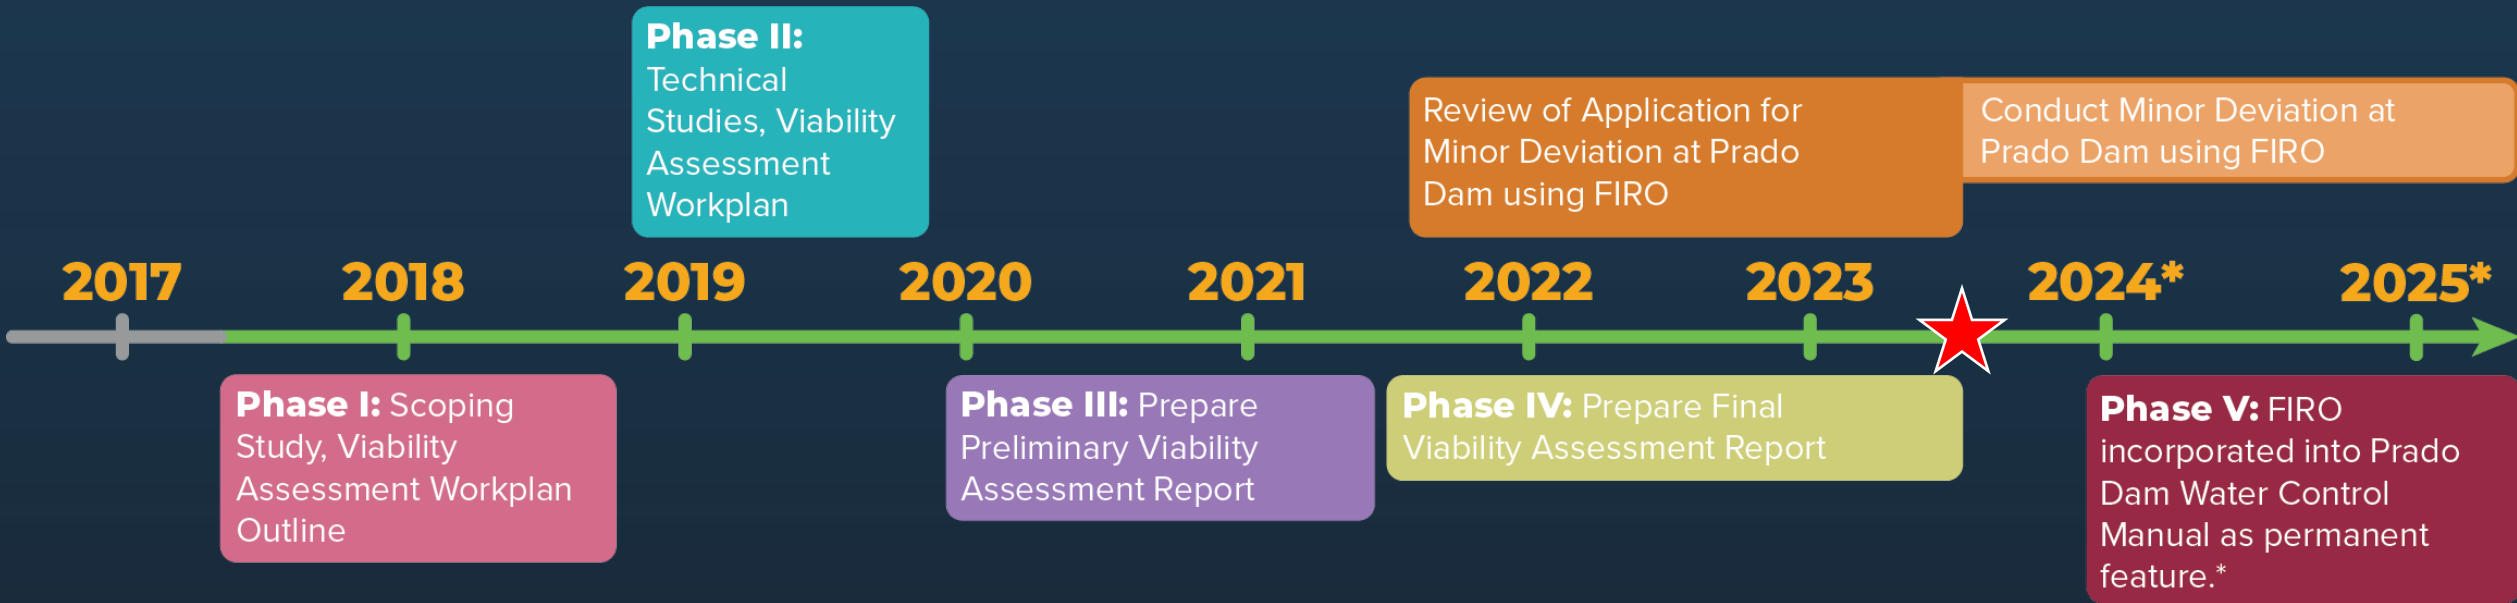 Phase II:
Technical
Studies, Viability
Assessment
Workplan
Review of Application for
Minor Deviation at Prado
Dam using FIRO
Conduct Minor Deviation at
Prado Dam using FIRO
2017 2018 2019 2020 2021 2022 2023 2024* 2025*
Phase I: Scoping
Study, Viability
Assessment Workplan
Outline
Phase III: Prepare
Preliminary Viability
Assessment Report
Phase IV: Prepare Final
Viability Assessment Report
Phase V: FIRO
incorporated into Prado
Dam Water Control
Manual as permanent
feature.*